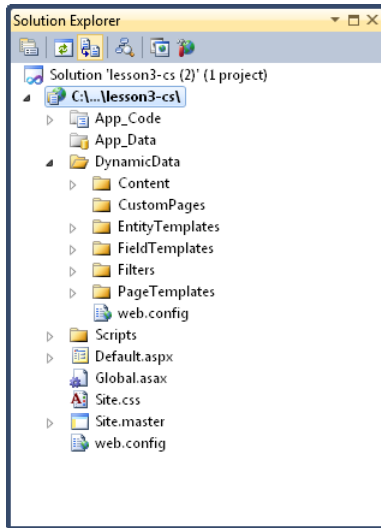 Solution Explorer
Solution 'lesson3-cs (2)' (1 project)
C:\...\lesson3-cs\
App_Code
App_Data
DynamicData
Content
CustomPages
EntityTemplates
FieldTemplates
Filters
PageTemplates
web.config
Scripts
Default.aspx
Global.asax
Site.css
Site.master
web.config